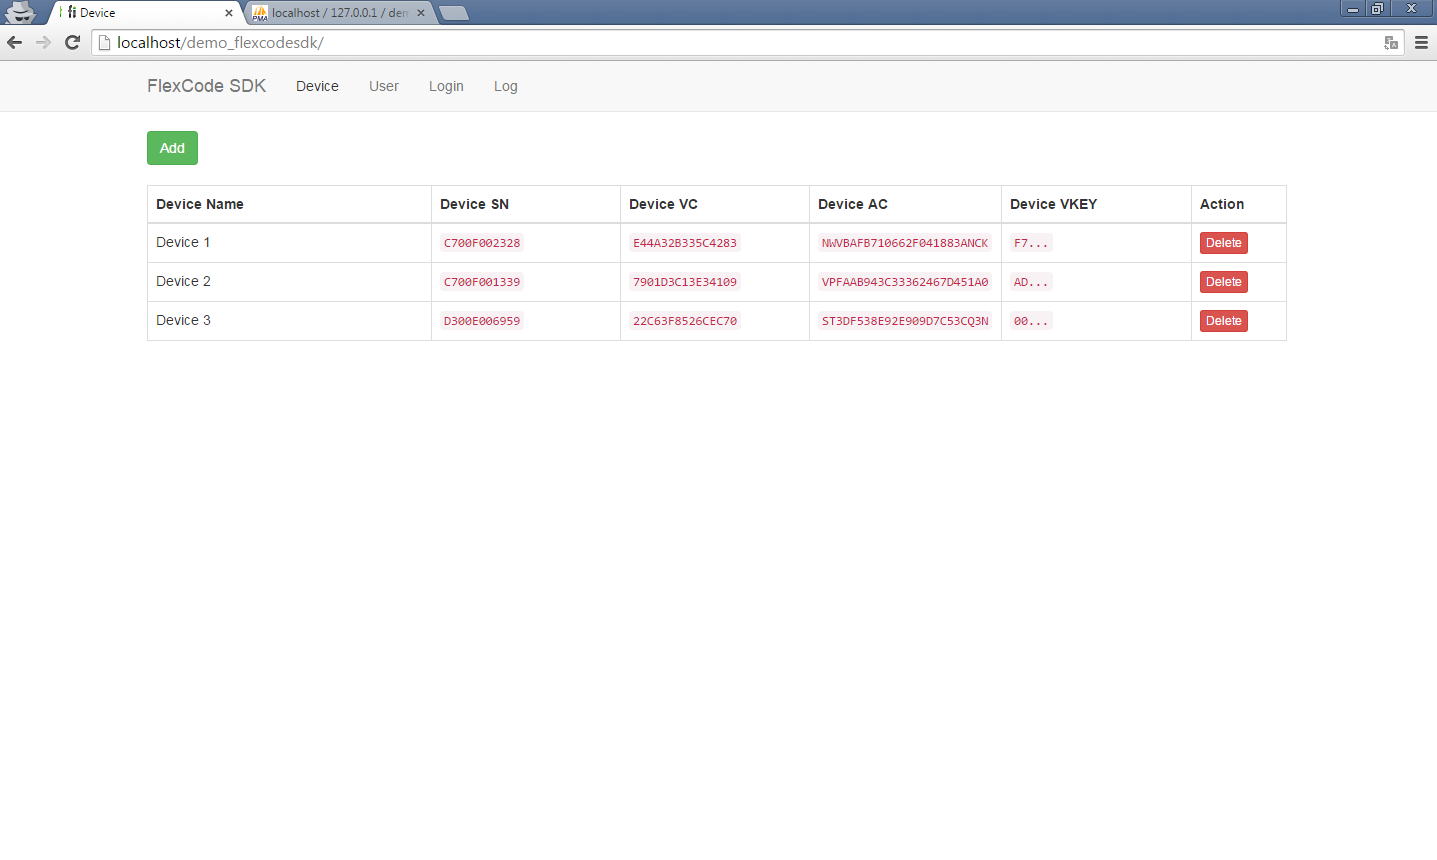 Device
localhost / 127.0.0.1 / den
localhost/demo_flexcodesdk/
FlexCode SDK Device User Login Log
Add
Device Name Device SN Device VC Device AC Device VKEY Action
Device 1 C700F002328 E44A32B335C4283 NWVBAFB710662F041883ANCK F7... Delete
Device 2 C700F001339 7901D3C13E34109 VPFAAB943C33362467D451A0 AD... Delete
Device 3 D300E006959 22C63F8526CEC70 ST3DF538E92E909D7C53CQ3N 00... Delete